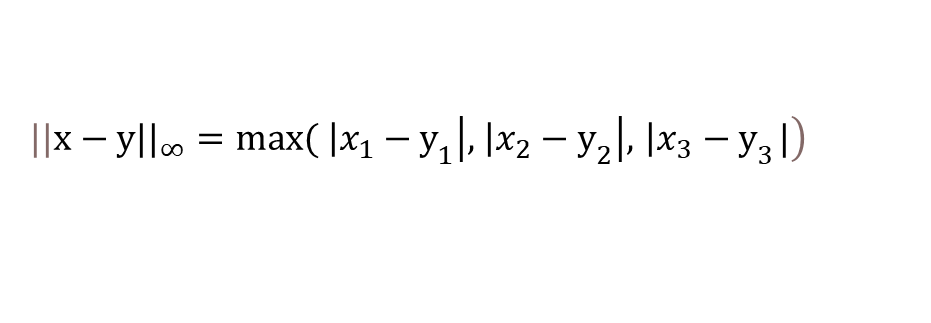 ||x − y||∞ = max( |x₁ − y₁|, |x₂ − y₂|, |x₃ − y₃|)